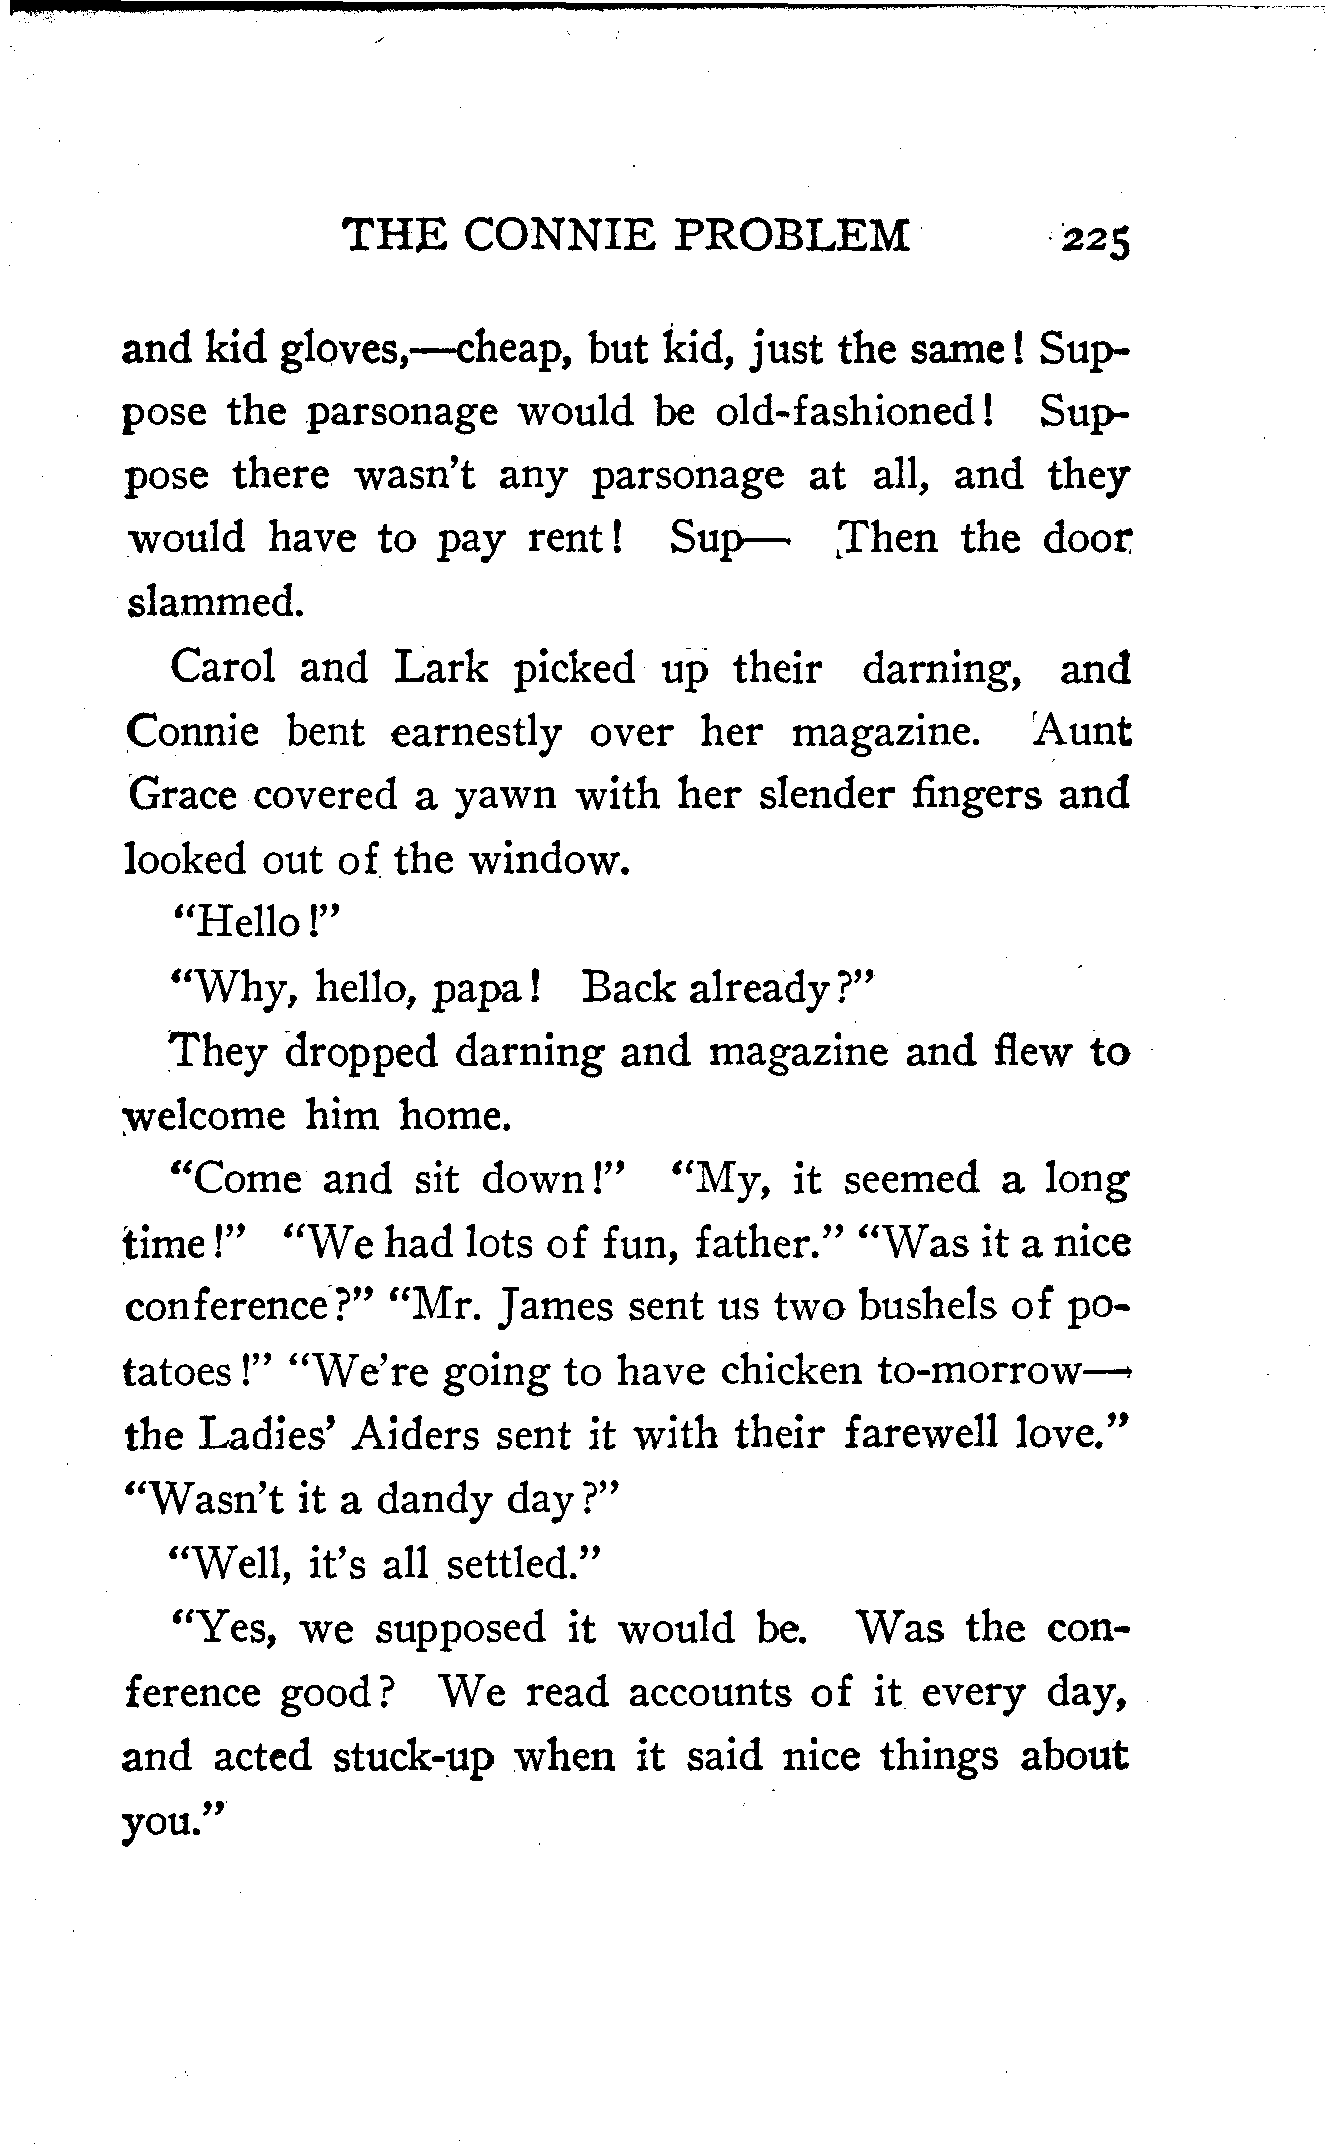 THE CONNIE PROBLEM 225
and kid gloves,—cheap, but kid, just the same! Sup-
pose the parsonage would be old-fashioned! Sup-
pose there wasn't any parsonage at all, and they
would have to pay rent! Sup— Then the door
slammed.
Carol and Lark picked up their darning, and
Connie bent earnestly over her magazine. Aunt
Grace covered a yawn with her slender fingers and
looked out of the window.
"Hello!"
"Why, hello, papa! Back already?"
They dropped darning and magazine and flew to
welcome him home.
"Come and sit down!" "My, it seemed a long
time!" "We had lots of fun, father." "Was it a nice
conference?" "Mr. James sent us two bushels of po-
tatoes!" "We're going to have chicken to-morrow—
the Ladies' Aiders sent it with their farewell love."
"Wasn't it a dandy day?"
"Well, it's all settled."
"Yes, we supposed it would be. Was the con-
ference good? We read accounts of it every day,
and acted stuck-up when it said nice things about
you."